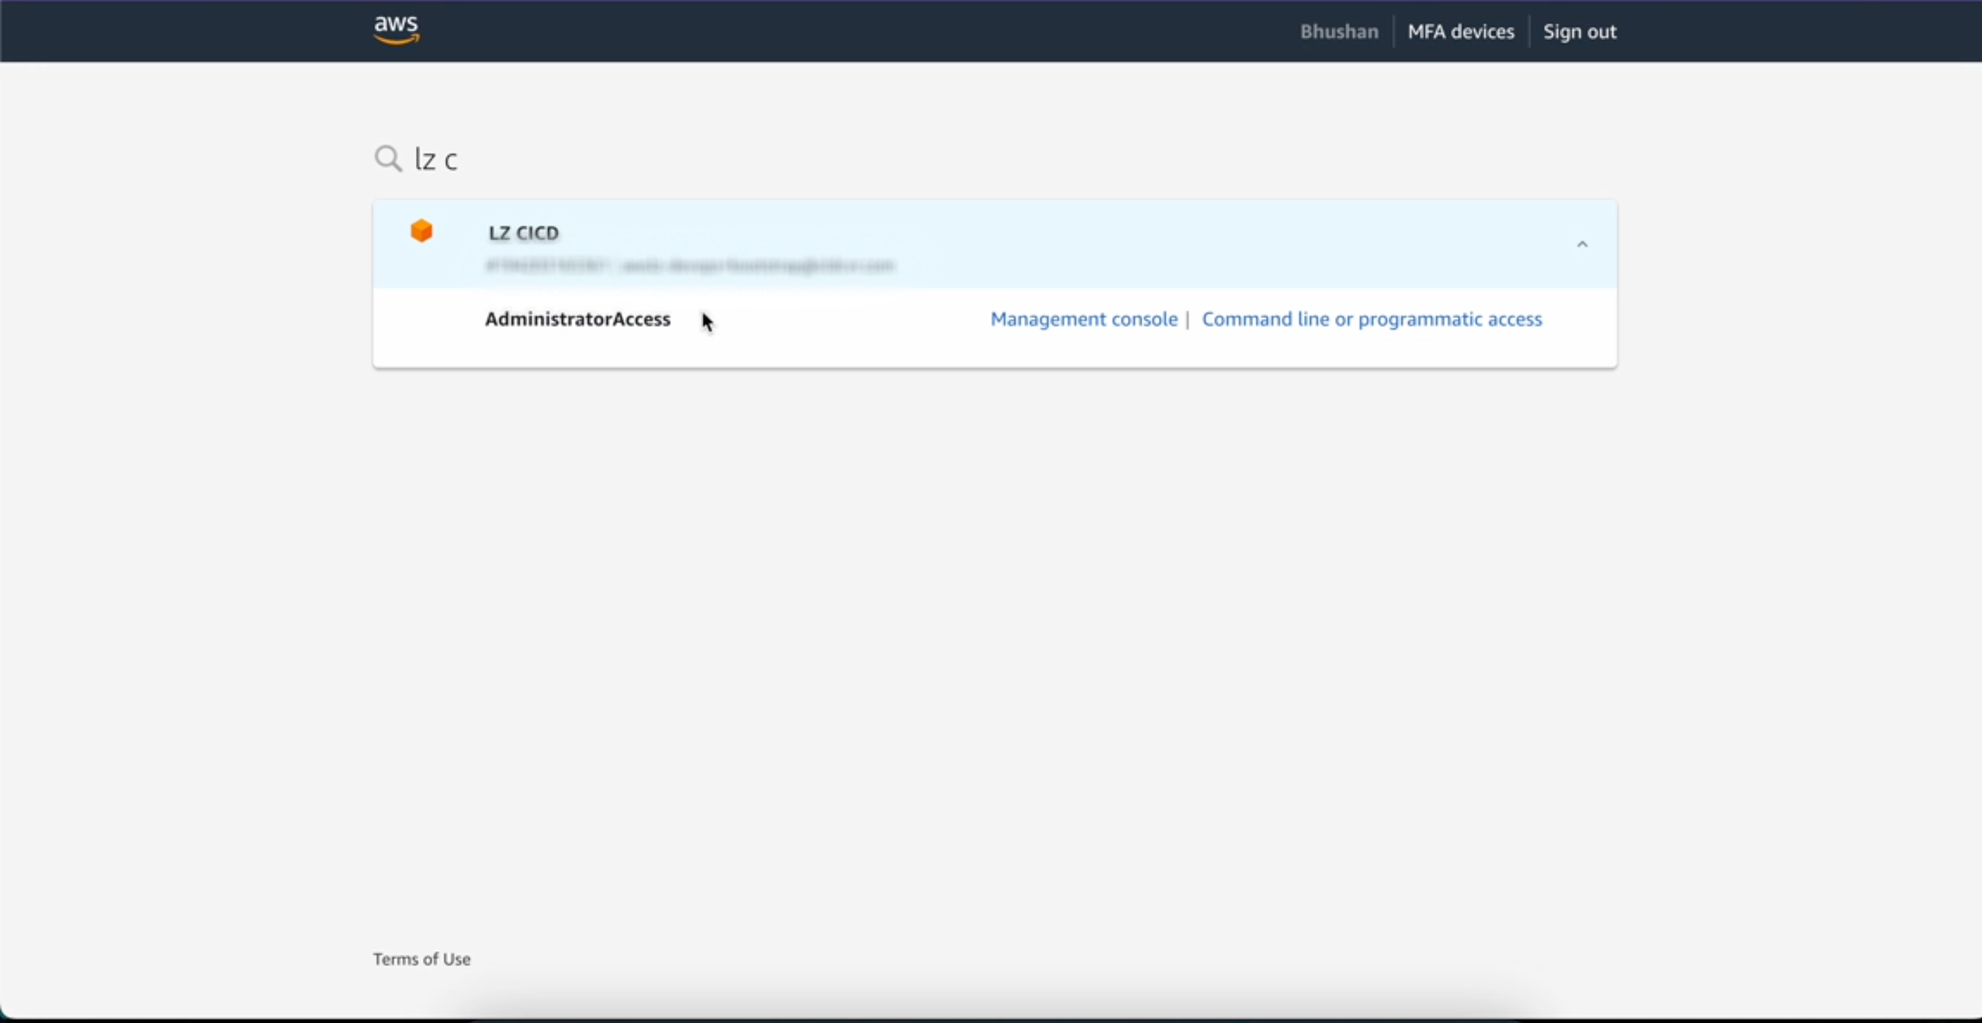 aws
Bhushan MFA devices Sign out
lz c
LZ CICD
AdministratorAccess Management console | Command line or programmatic access
Terms of Use